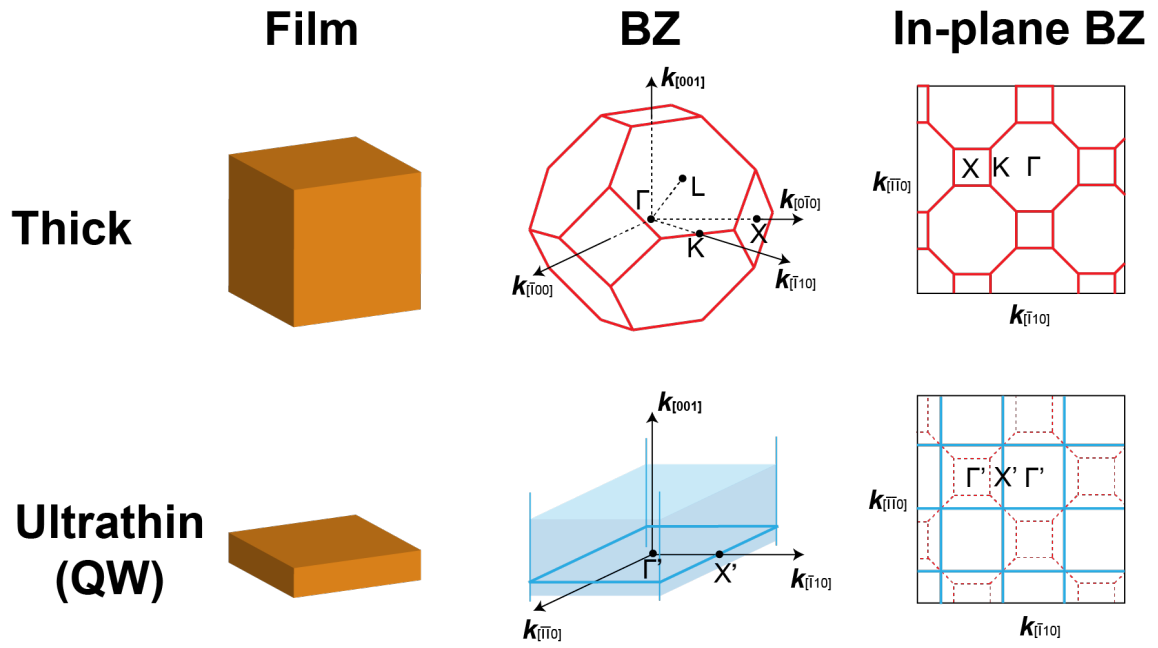 Film BZ In-plane BZ
Thick
k[001]
Γ
L
k[01̅0]
X
K
k[1̅10]
k[1̅00]
X K Γ
k[1̅1̅0]
k[1̅10]
Ultrathin
(QW)
k[001]
Γ'
X'
k[1̅10]
k[1̅1̅0]
Γ' X' Γ'
k[1̅1̅0]
k[1̅10]